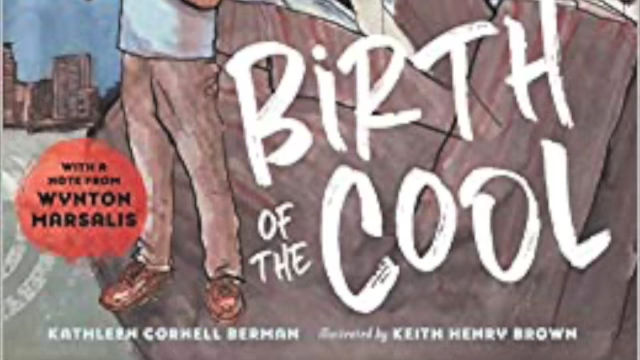 BiRTH
OF THE
COOL
WITH A
NOTE FROM
WYNTON
MARSALIS
KATHLEEN CORNELL BERMAN illustrated by KEITH HENRY BROWN